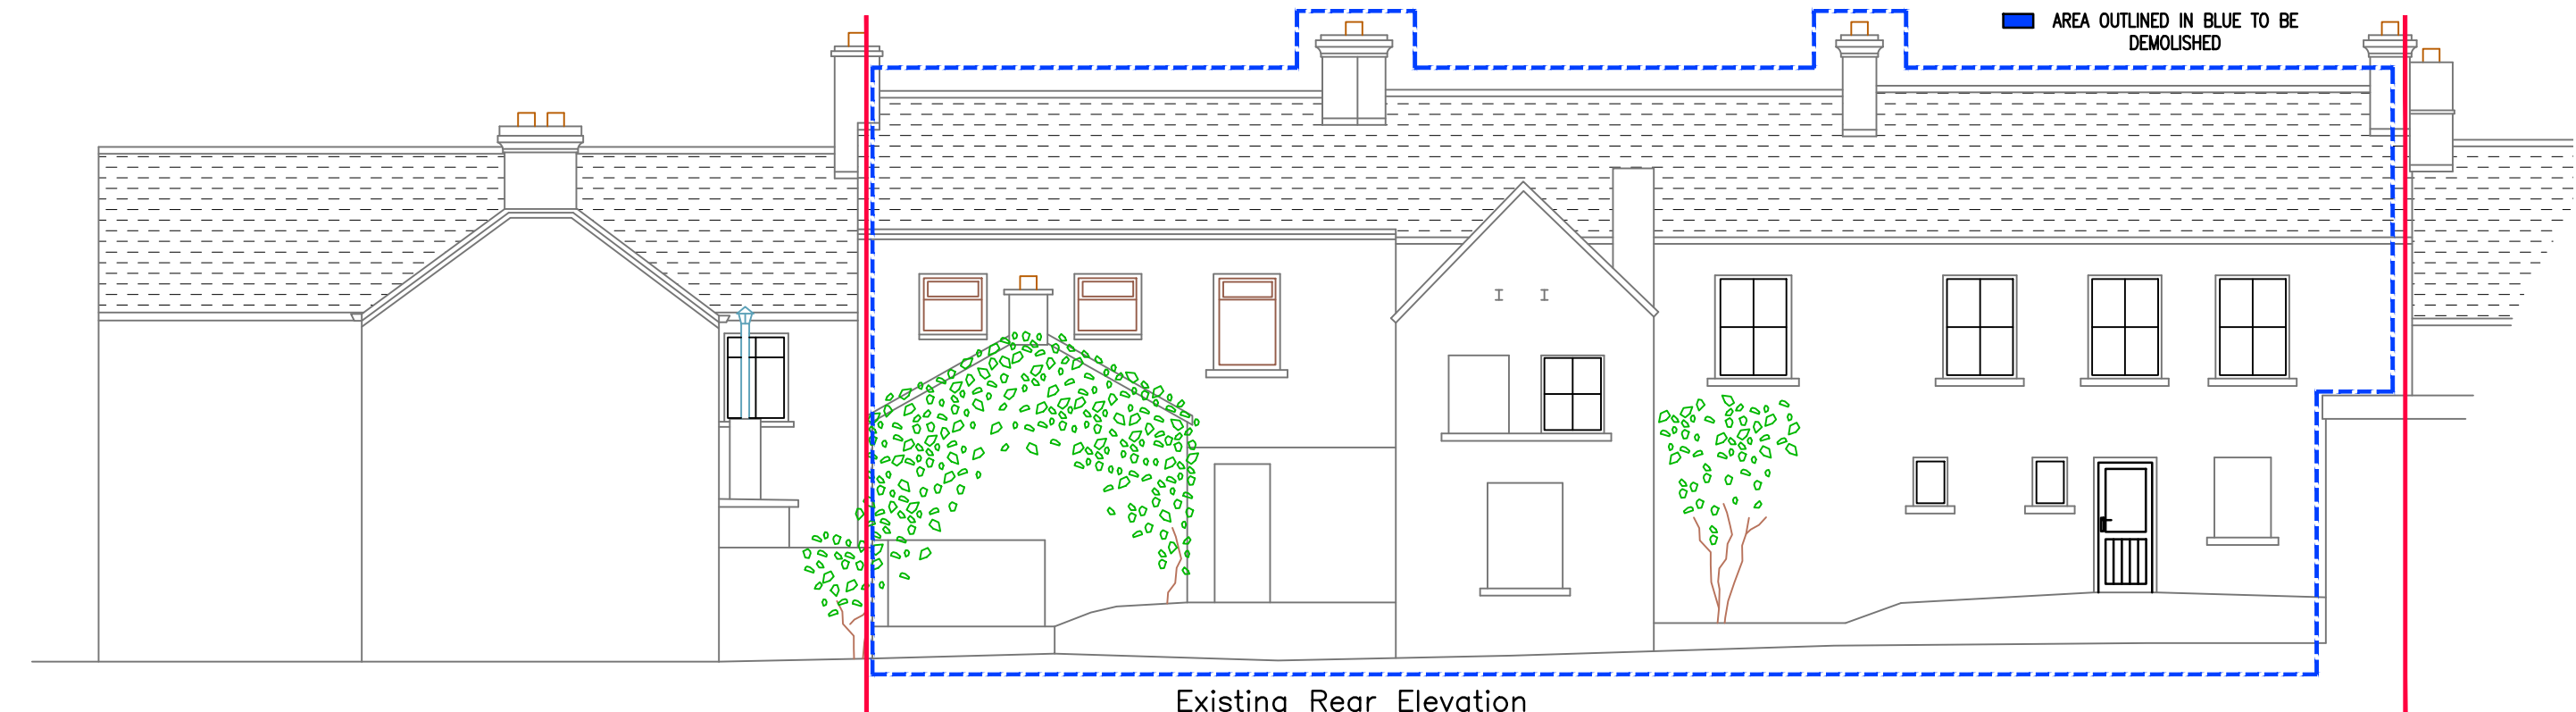 AREA OUTLINED IN BLUE TO BE
DEMOLISHED
Existing Rear Elevation